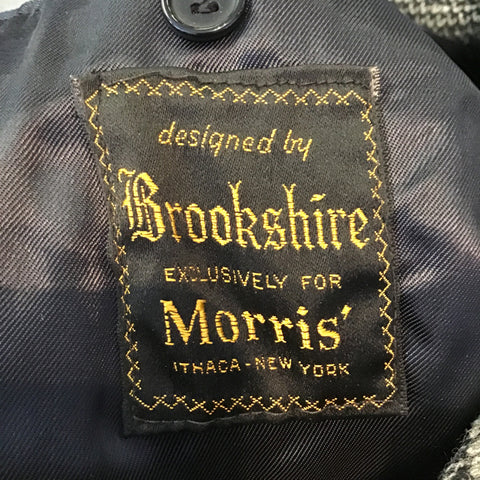 designed by
Brookshire
EXCLUSIVELY FOR
Morris'
ITHACA-NEW YORK